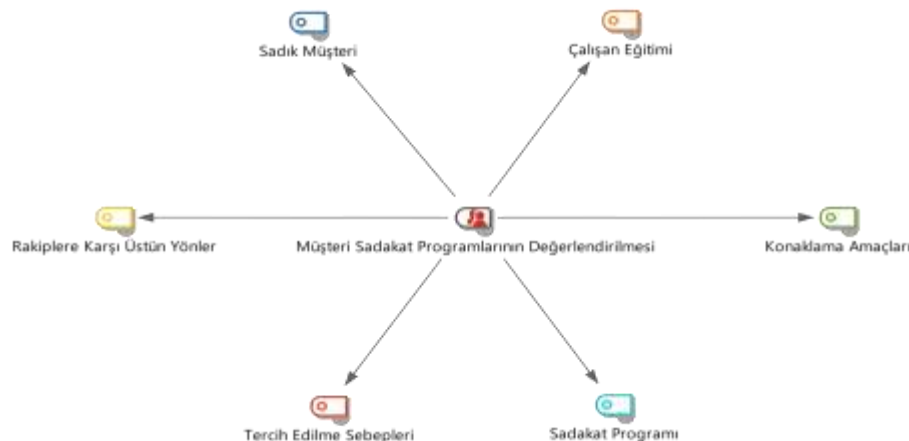 Sadık Müşteri
Çalışan Eğitimi
Rakiplere Karşı Üstün Yönler
Müşteri Sadakat Programlarının Değerlendirilmesi
Konaklama Amaçları
Tercih Edilme Sebepleri
Sadakat Programı